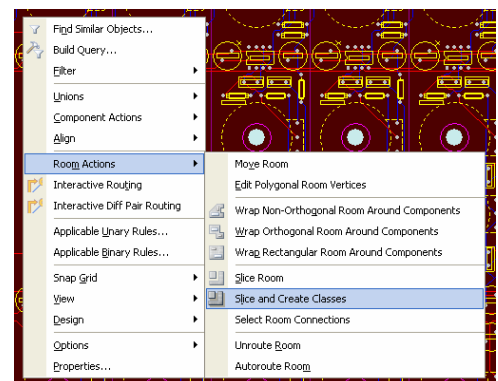 Find Similar Objects...
Build Query...
Filter
Unions
Component Actions
Align
Room Actions
Interactive Routing
Interactive Diff Pair Routing
Applicable Unary Rules...
Applicable Binary Rules...
Snap Grid
View
Design
Options
Properties...
Move Room
Edit Polygonal Room Vertices
Wrap Non-Orthogonal Room Around Components
Wrap Orthogonal Room Around Components
Wrap Rectangular Room Around Components
Slice Room
Slice and Create Classes
Select Room Connections
Unroute Room
Autoroute Room